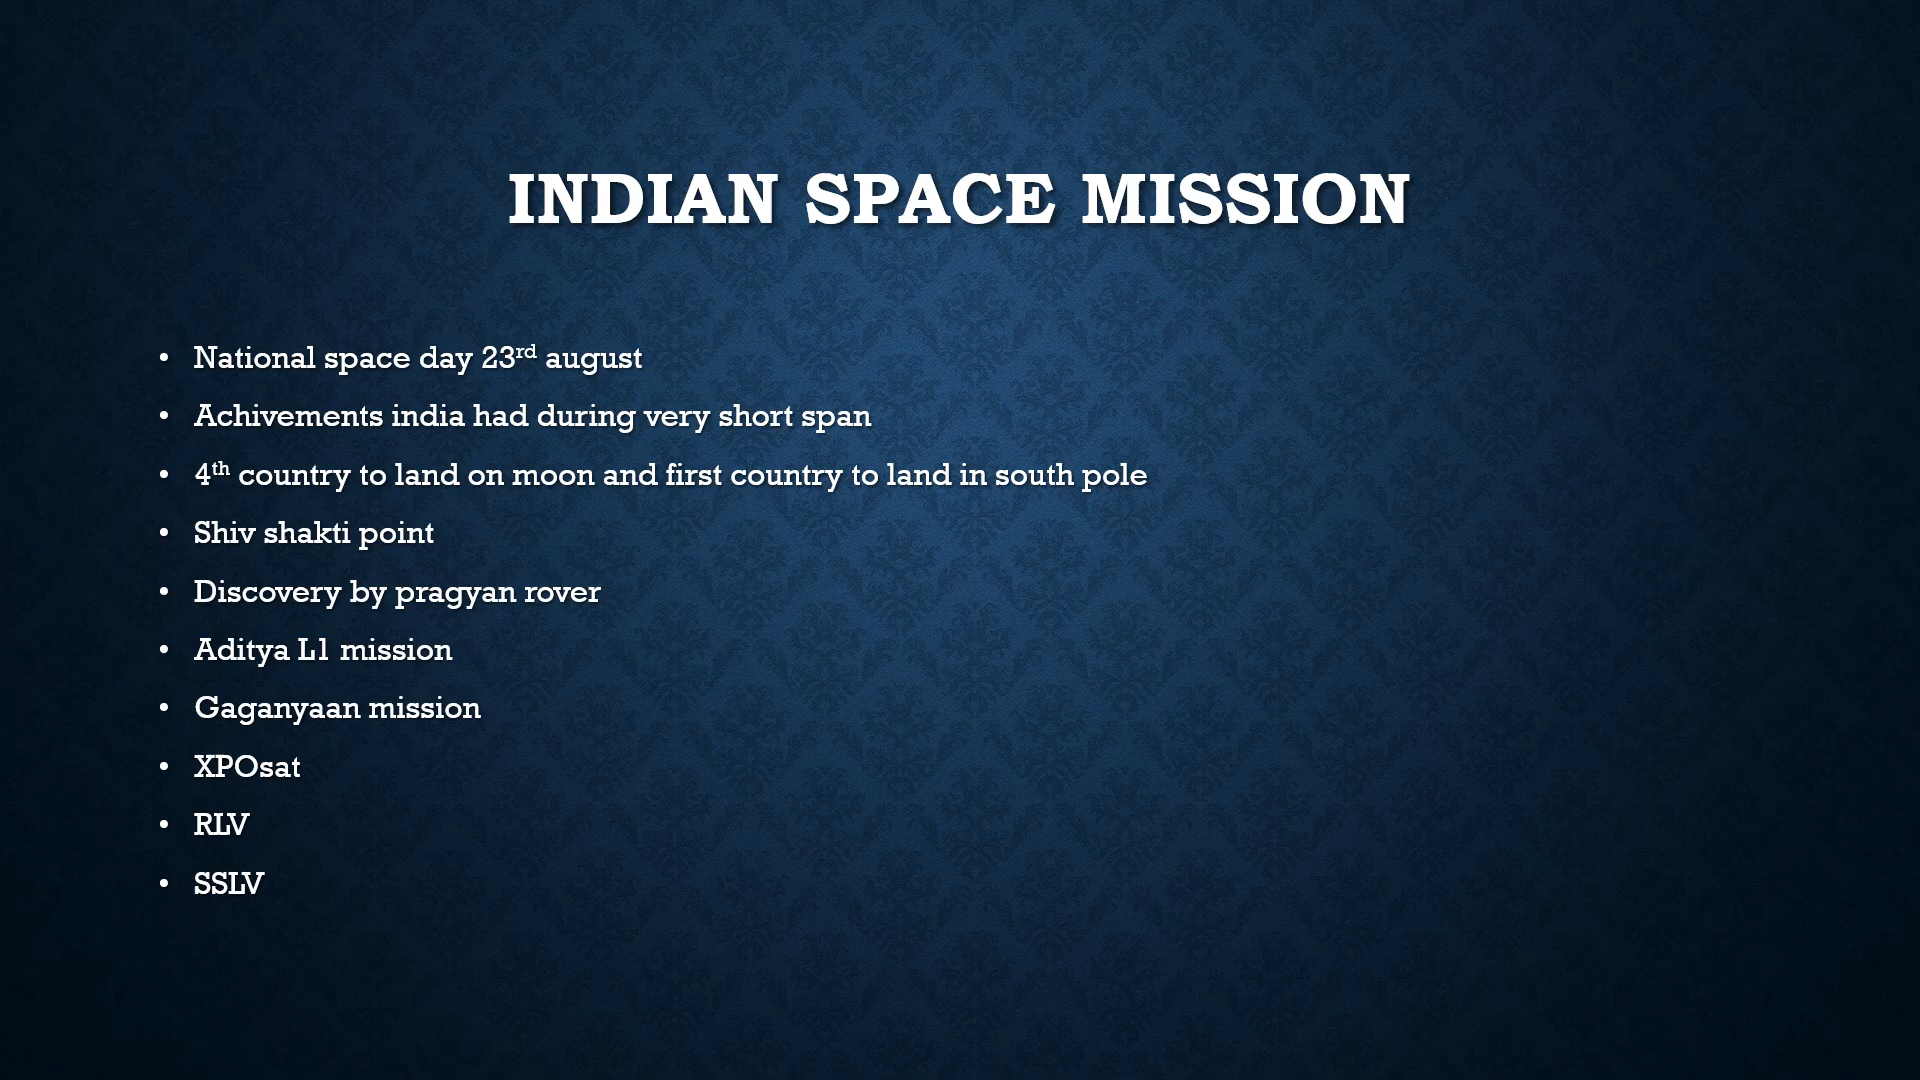 INDIAN SPACE MISSION
• National space day 23rd august
• Achivements india had during very short span
• 4th country to land on moon and first country to land in south pole
• Shiv shakti point
• Discovery by pragyan rover
• Aditya L1 mission
• Gaganyaan mission
• XPOsat
• RLV
• SSLV